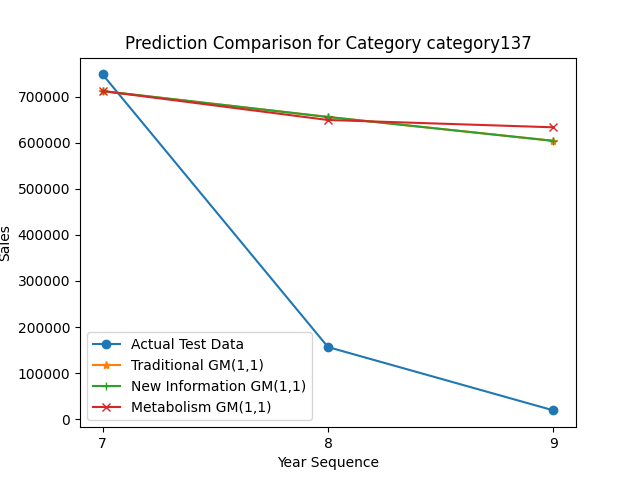 Prediction Comparison for Category category137
Sales
700000
600000
500000
400000
300000
200000
100000
0
Actual Test Data
Traditional GM(1,1)
New Information GM(1,1)
Metabolism GM(1,1)
7
8
9
Year Sequence